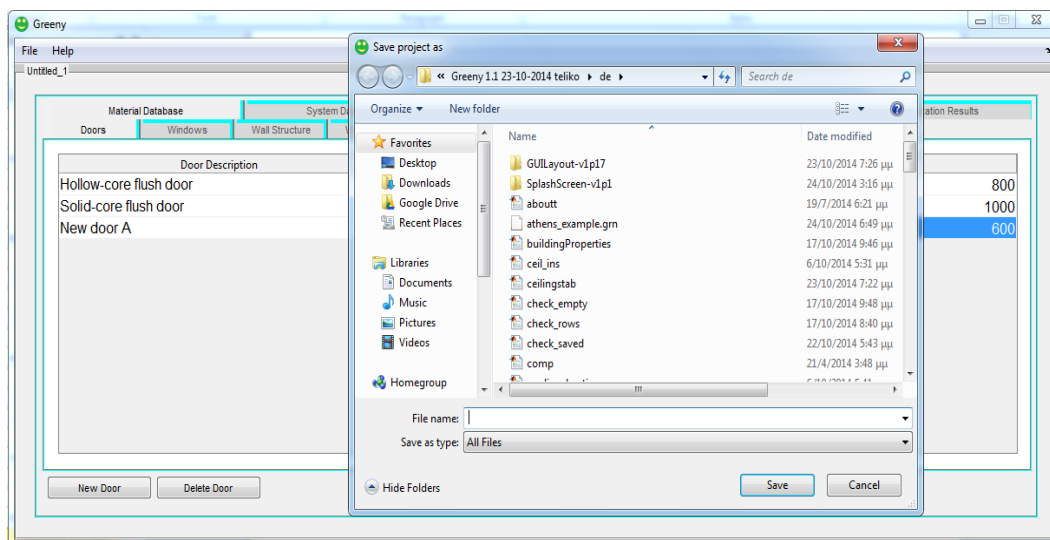 Greeny
File Help
Untitled_1
Material Database
System Da
ation Results
Doors Windows Wall Structure
Door Description
Hollow-core flush door 800
Solid-core flush door 1000
New door A 600
New Door Delete Door
Save project as
« Greeny 1.1 23-10-2014 teliko de Search de
Organize New folder
Favorites
Desktop
Downloads
Google Drive
Recent Places
Libraries
Documents
Music
Pictures
Videos
Homegroup
Name Date modified
GUILayout-v1p17 23/10/2014 7:26 μμ
SplashScreen-v1p1 24/10/2014 3:16 μμ
aboutt 19/7/2014 6:21 μμ
athens_example.grn 24/10/2014 6:49 μμ
buildingProperties 17/10/2014 9:46 μμ
ceil_ins 6/10/2014 5:31 μμ
ceilingstab 23/10/2014 7:22 μμ
check_empty 17/10/2014 9:48 μμ
check_rows 17/10/2014 8:40 μμ
check_saved 22/10/2014 5:43 μμ
comp 21/4/2014 3:48 μμ
File name:
Save as type: All Files
Hide Folders Save Cancel